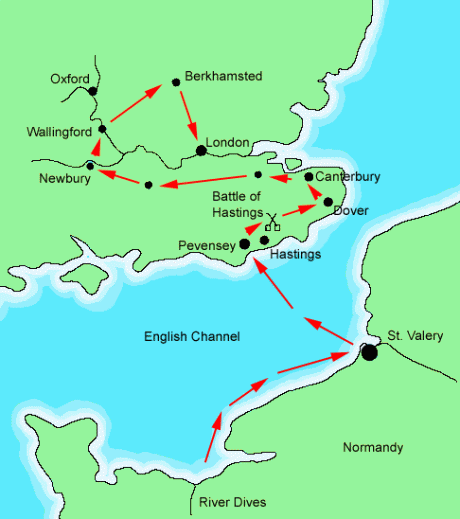 Oxford
Berkhamsted
Wallingford
London
Newbury
Canterbury
Battle of
Hastings
Dover
Pevensey
Hastings
English Channel
St. Valery
Normandy
River Dives